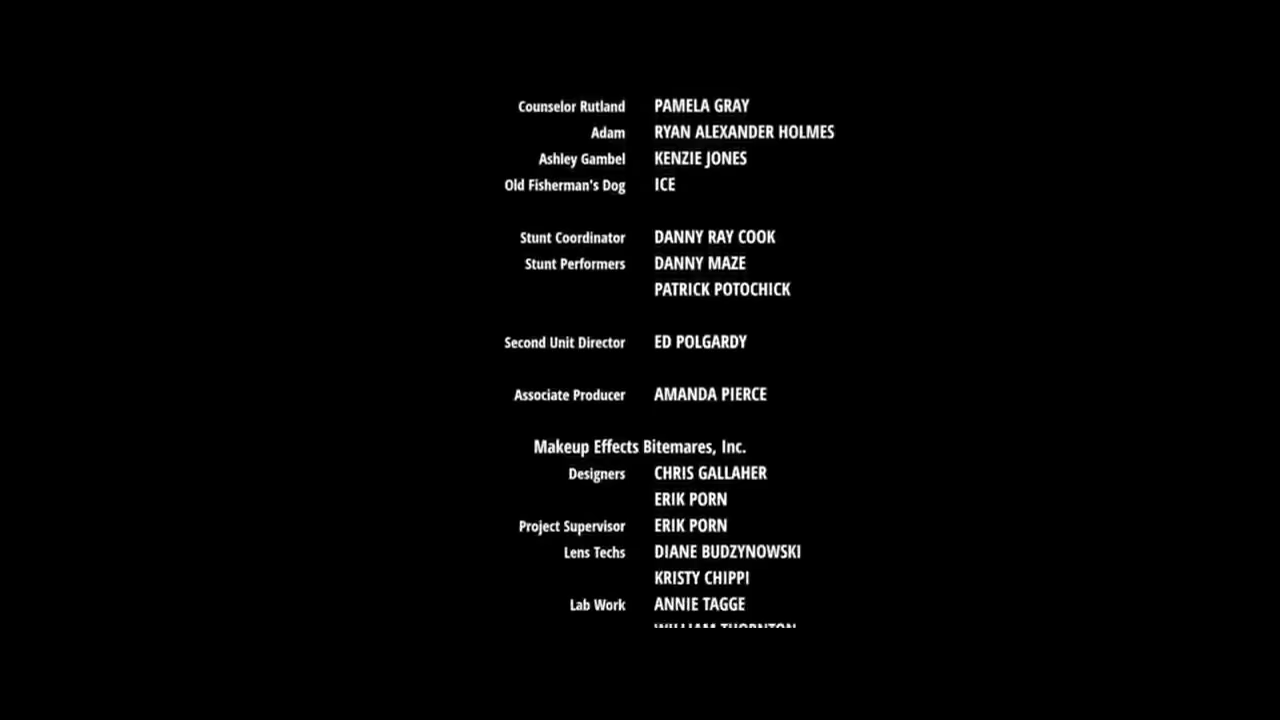 Counselor Rutland PAMELA GRAY
Adam RYAN ALEXANDER HOLMES
Ashley Gambel KENZIE JONES
Old Fisherman's Dog ICE
Stunt Coordinator DANNY RAY COOK
Stunt Performers DANNY MAZE
PATRICK POTOCHICK
Second Unit Director ED POLGARDY
Associate Producer AMANDA PIERCE
Makeup Effects Bitemares, Inc.
Designers CHRIS GALLAHER
ERIK PORN
Project Supervisor ERIK PORN
Lens Techs DIANE BUDZYNOWSKI
KRISTY CHIPPI
Lab Work ANNIE TAGGE
WILLIAM THORNTON